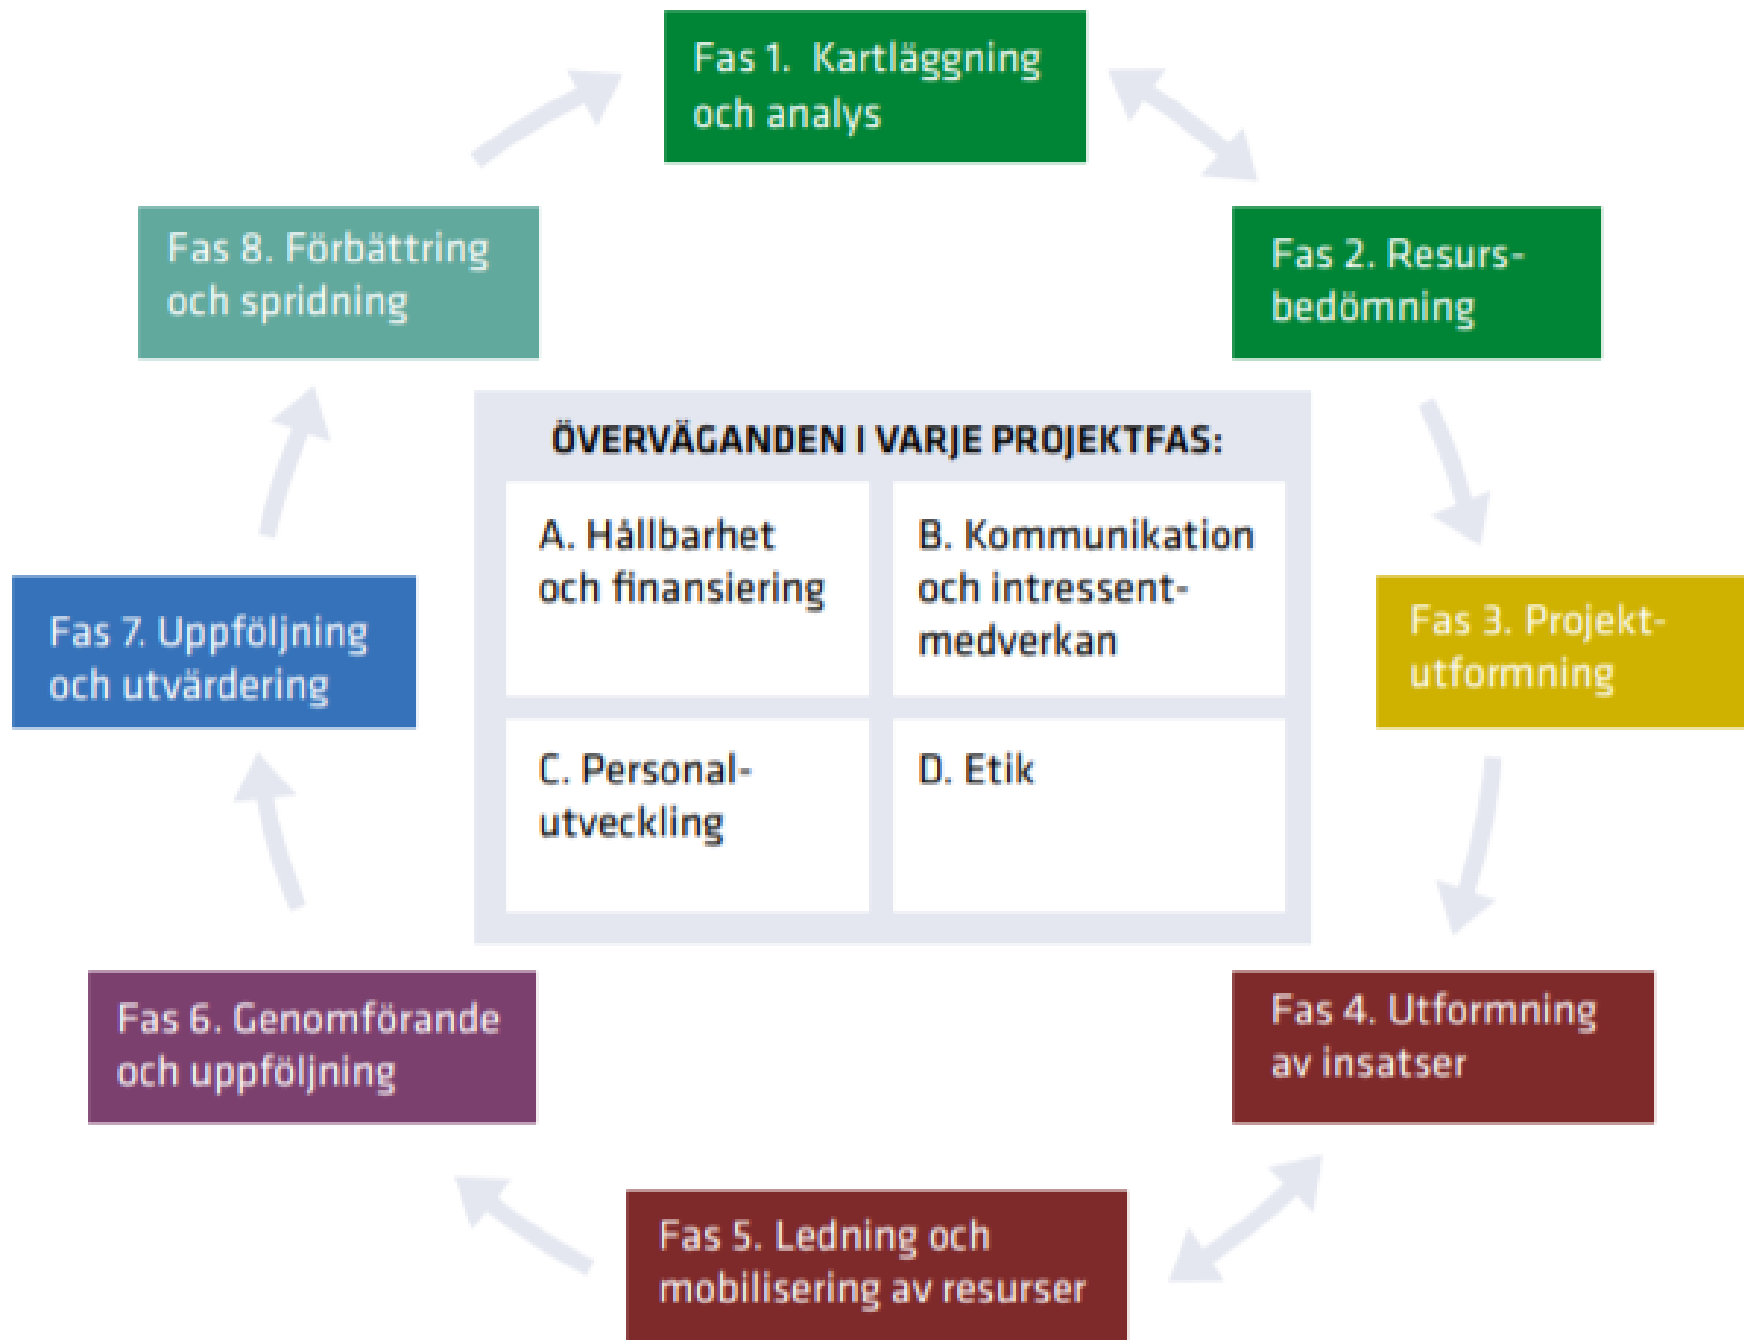 Fas 1. Kartläggning
och analys
Fas 2. Resurs-
bedömning
Fas 3. Projekt-
utformning
Fas 4. Utformning
av insatser
Fas 5. Ledning och
mobilisering av resurser
Fas 6. Genomförande
och uppföljning
Fas 7. Uppföljning
och utvärdering
Fas 8. Förbättring
och spridning
ÖVERVÄGANDEN I VARJE PROJEKTFAS:
A. Hållbarhet
och finansiering
B. Kommunikation
och intressent-
medverkan
C. Personal-
utveckling
D. Etik